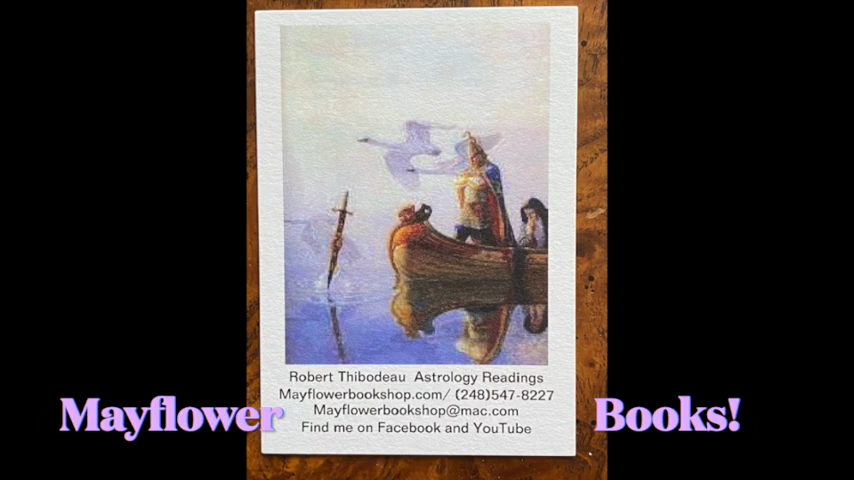 Robert Thibodeau Astrology Readings
Mayflowerbookshop.com/ (248)547-8227
Mayflowerbookshop@mac.com
Find me on Facebook and YouTube
Mayflower Books!